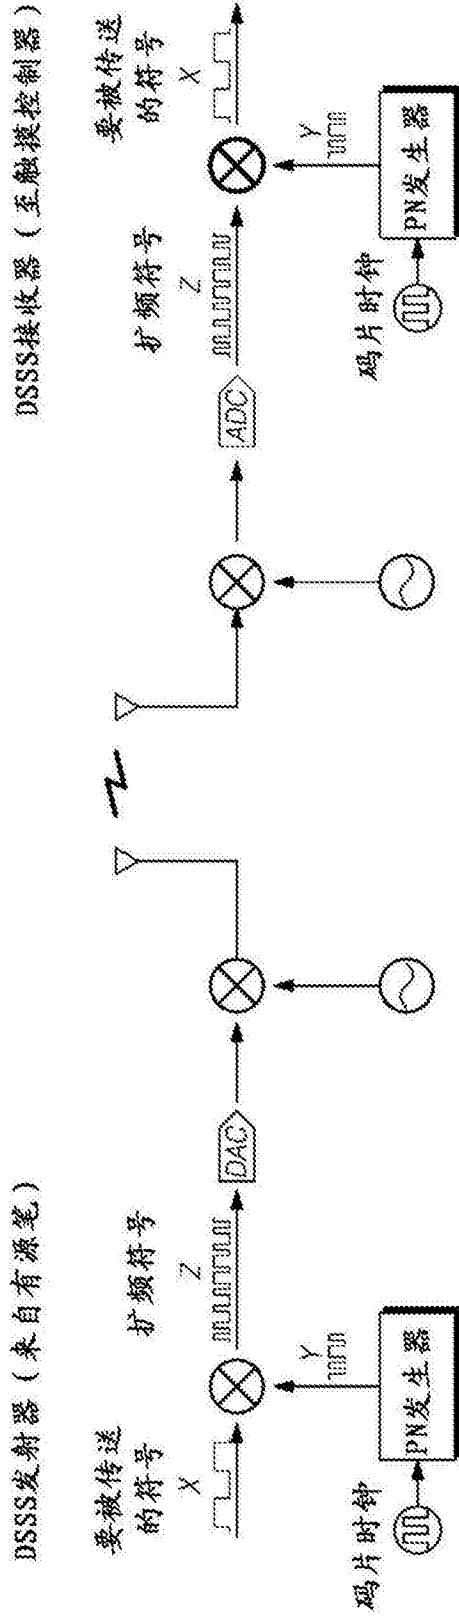 DSSS发射器（来自有源笔）
要被传送
的符号
X
扩频符号
Z
DAC
Y
PN发生器
码片时钟
DSSS接收器（至触摸控制器）
ADC
扩频符号
Z
要被传送
的符号
X
Y
PN发生器
码片时钟